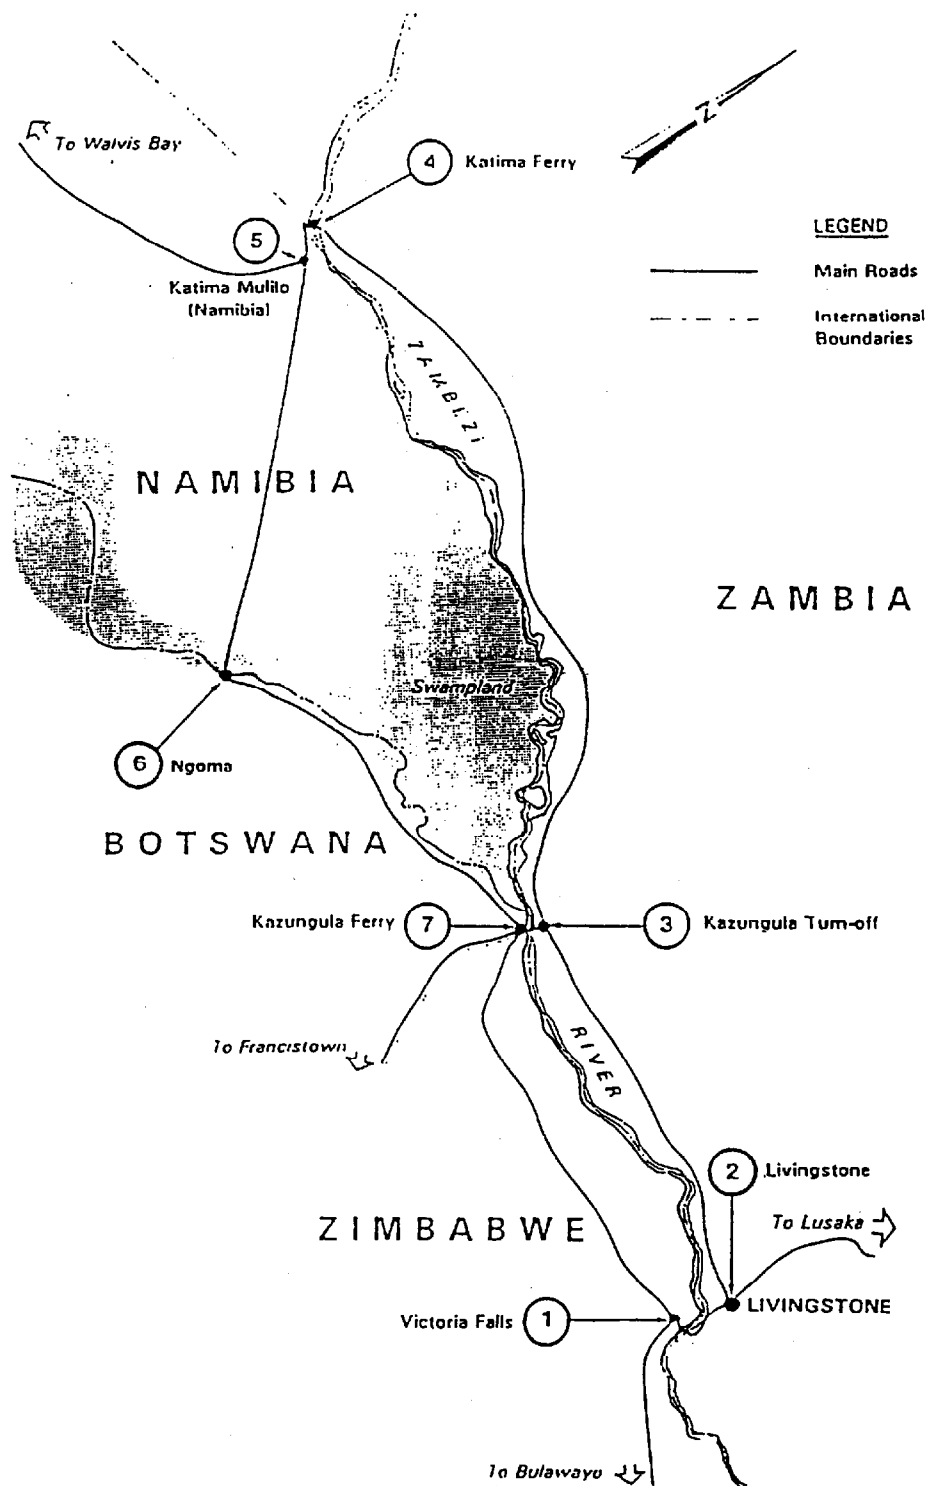 To Walvis Bay
4 Katima Ferry
Z
LEGEND
5
Main Roads
Katima Mulilo
(Namibia)
International
Boundaries
ZAMBEZI
NAMIBIA
ZAMBIA
Swampland
6 Ngoma
BOTSWANA
Kazungula Ferry 7
3 Kazungula Turn-off
To Francistown
RIVER
2 Livingstone
ZIMBABWE
To Lusaka
LIVINGSTONE
Victoria Falls 1
To Bulawayo